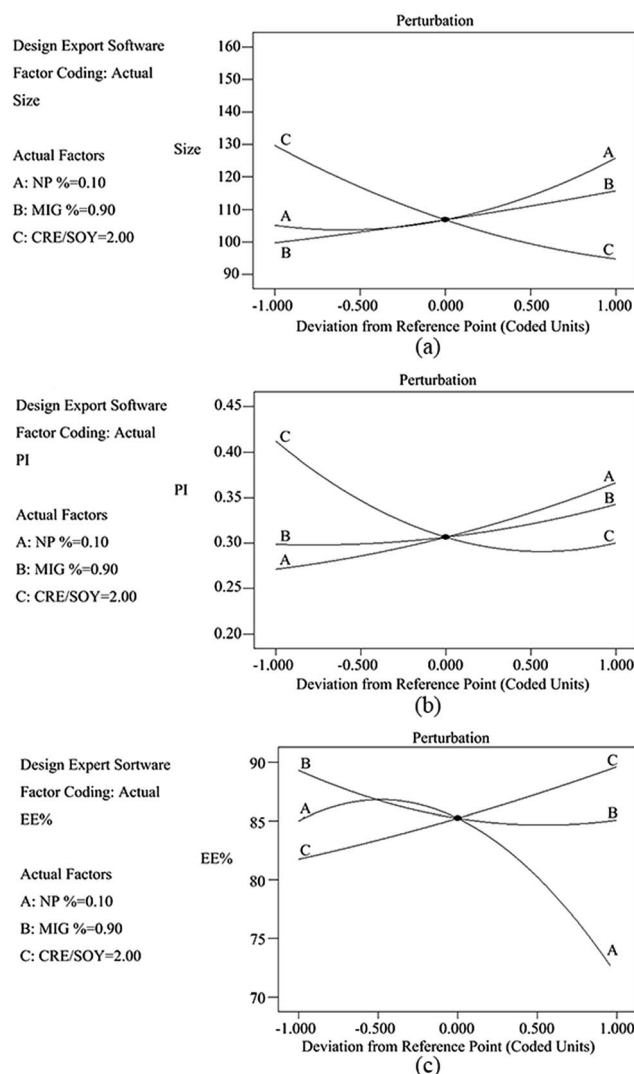 Perturbation
Design Export Software
Factor Coding: Actual
Size
Actual Factors
A: NP %=0.10
B: MIG %=0.90
C: CRE/SOY=2.00
Size
160
150
140
130
120
110
100
90
C
A
B
A
B
C
-1.000 -0.500 0.000 0.500 1.000
Deviation from Reference Point (Coded Units)
(a)
Perturbation
Design Export Software
Factor Coding: Actual
PI
Actual Factors
A: NP %=0.10
B: MIG %=0.90
C: CRE/SOY=2.00
PI
0.45
0.40
0.35
0.30
0.25
0.20
C
B
A
A
B
C
-1.000 -0.500 0.000 0.500 1.000
Deviation from Reference Point (Coded Units)
(b)
Perturbation
Design Expert Sortware
Factor Coding: Actual
EE%
Actual Factors
A: NP %=0.10
B: MIG %=0.90
C: CRE/SOY=2.00
EE%
90
85
80
75
70
B
A
C
C
B
A
-1.000 -0.500 0.000 0.500 1.000
Deviation from Reference Point (Coded Units)
(c)